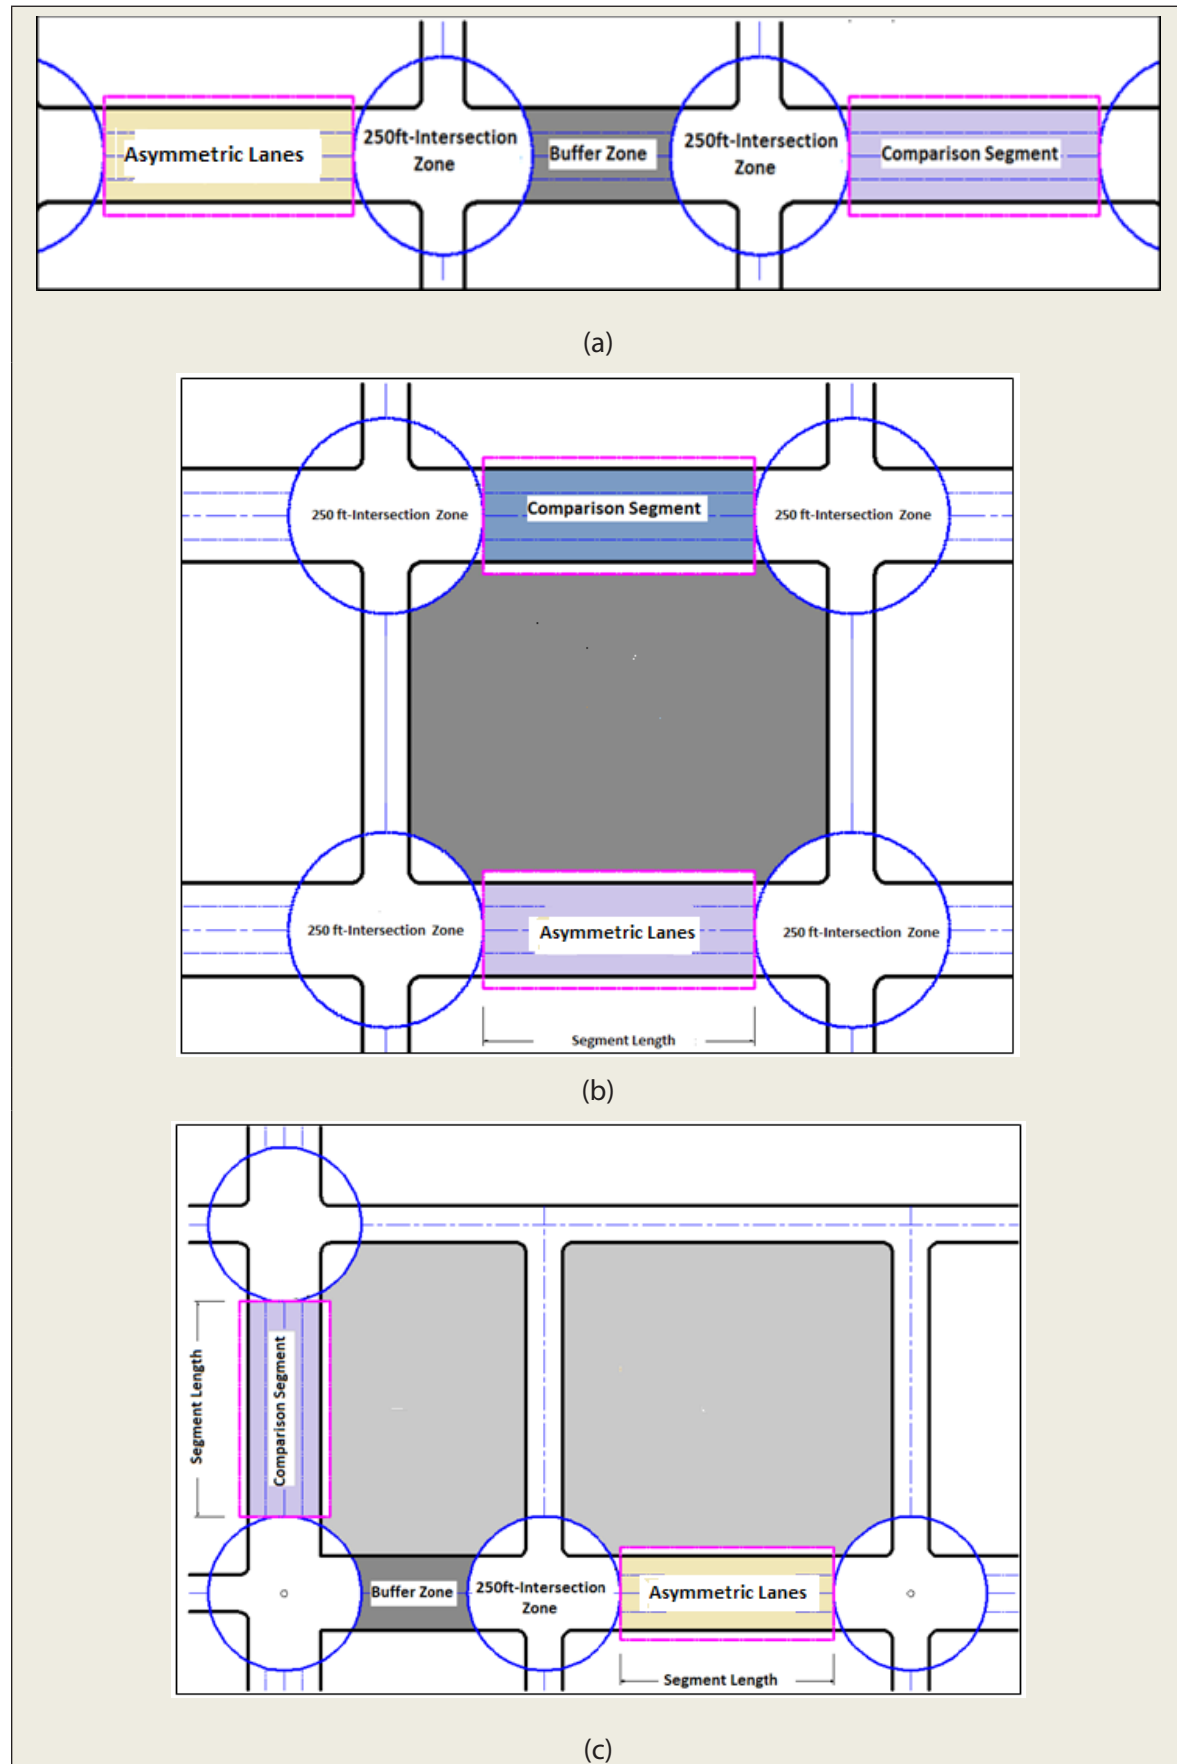 Asymmetric Lanes
250ft-Intersection
Zone
Buffer Zone
250ft-Intersection
Zone
Comparison Segment
(a)
Comparison Segment
250 ft-Intersection Zone
250 ft-Intersection Zone
250 ft-Intersection Zone
Asymmetric Lanes
250 ft-Intersection Zone
Segment Length
(b)
Segment Length
Comparison Segment
Buffer Zone
250ft-Intersection
Zone
Asymmetric Lanes
Segment Length
(c)